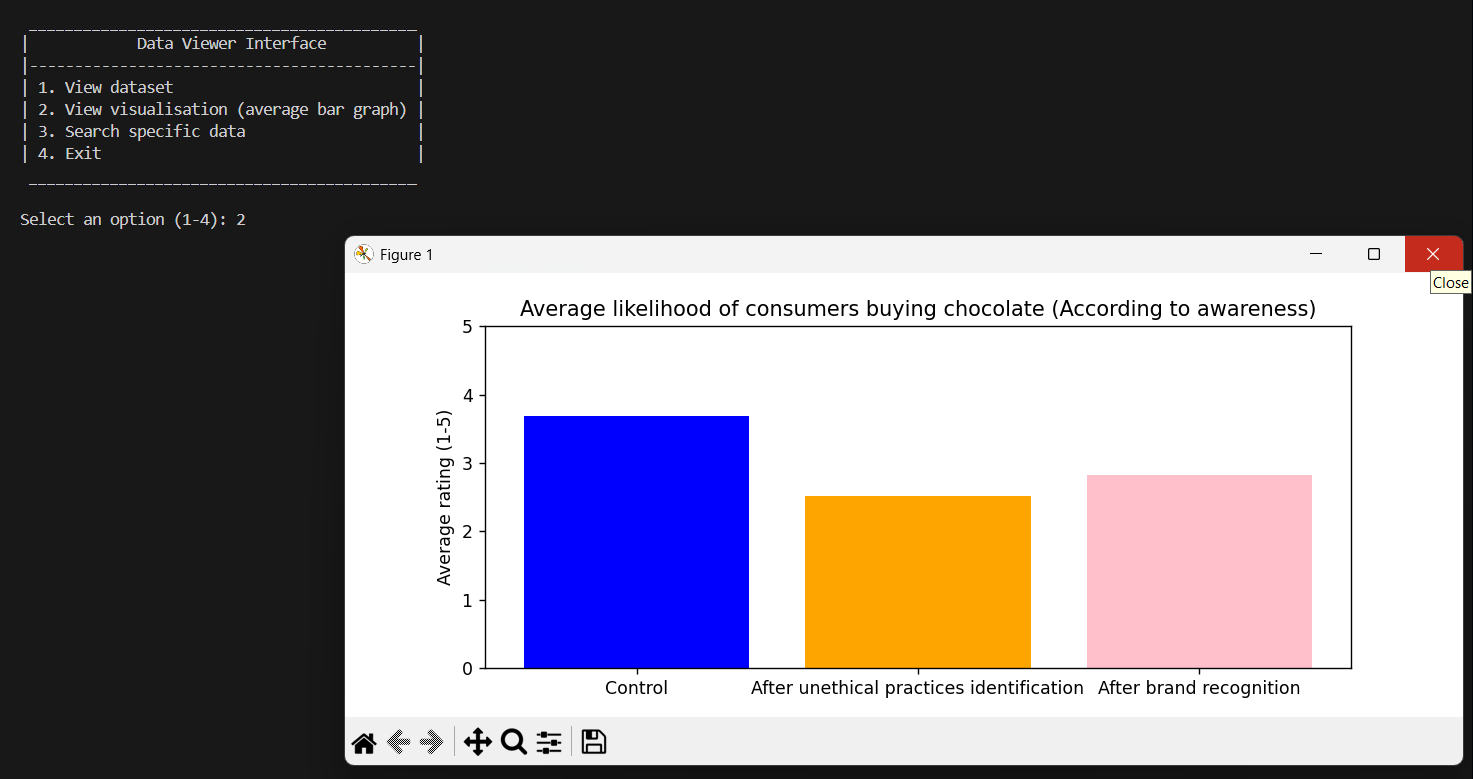 Data Viewer Interface
1. View dataset
2. View visualisation (average bar graph)
3. Search specific data
4. Exit
Select an option (1-4): 2
Figure 1
Close
Average likelihood of consumers buying chocolate (According to awareness)
5
4
3
2
1
0
Average rating (1-5)
Control
After unethical practices identification
After brand recognition